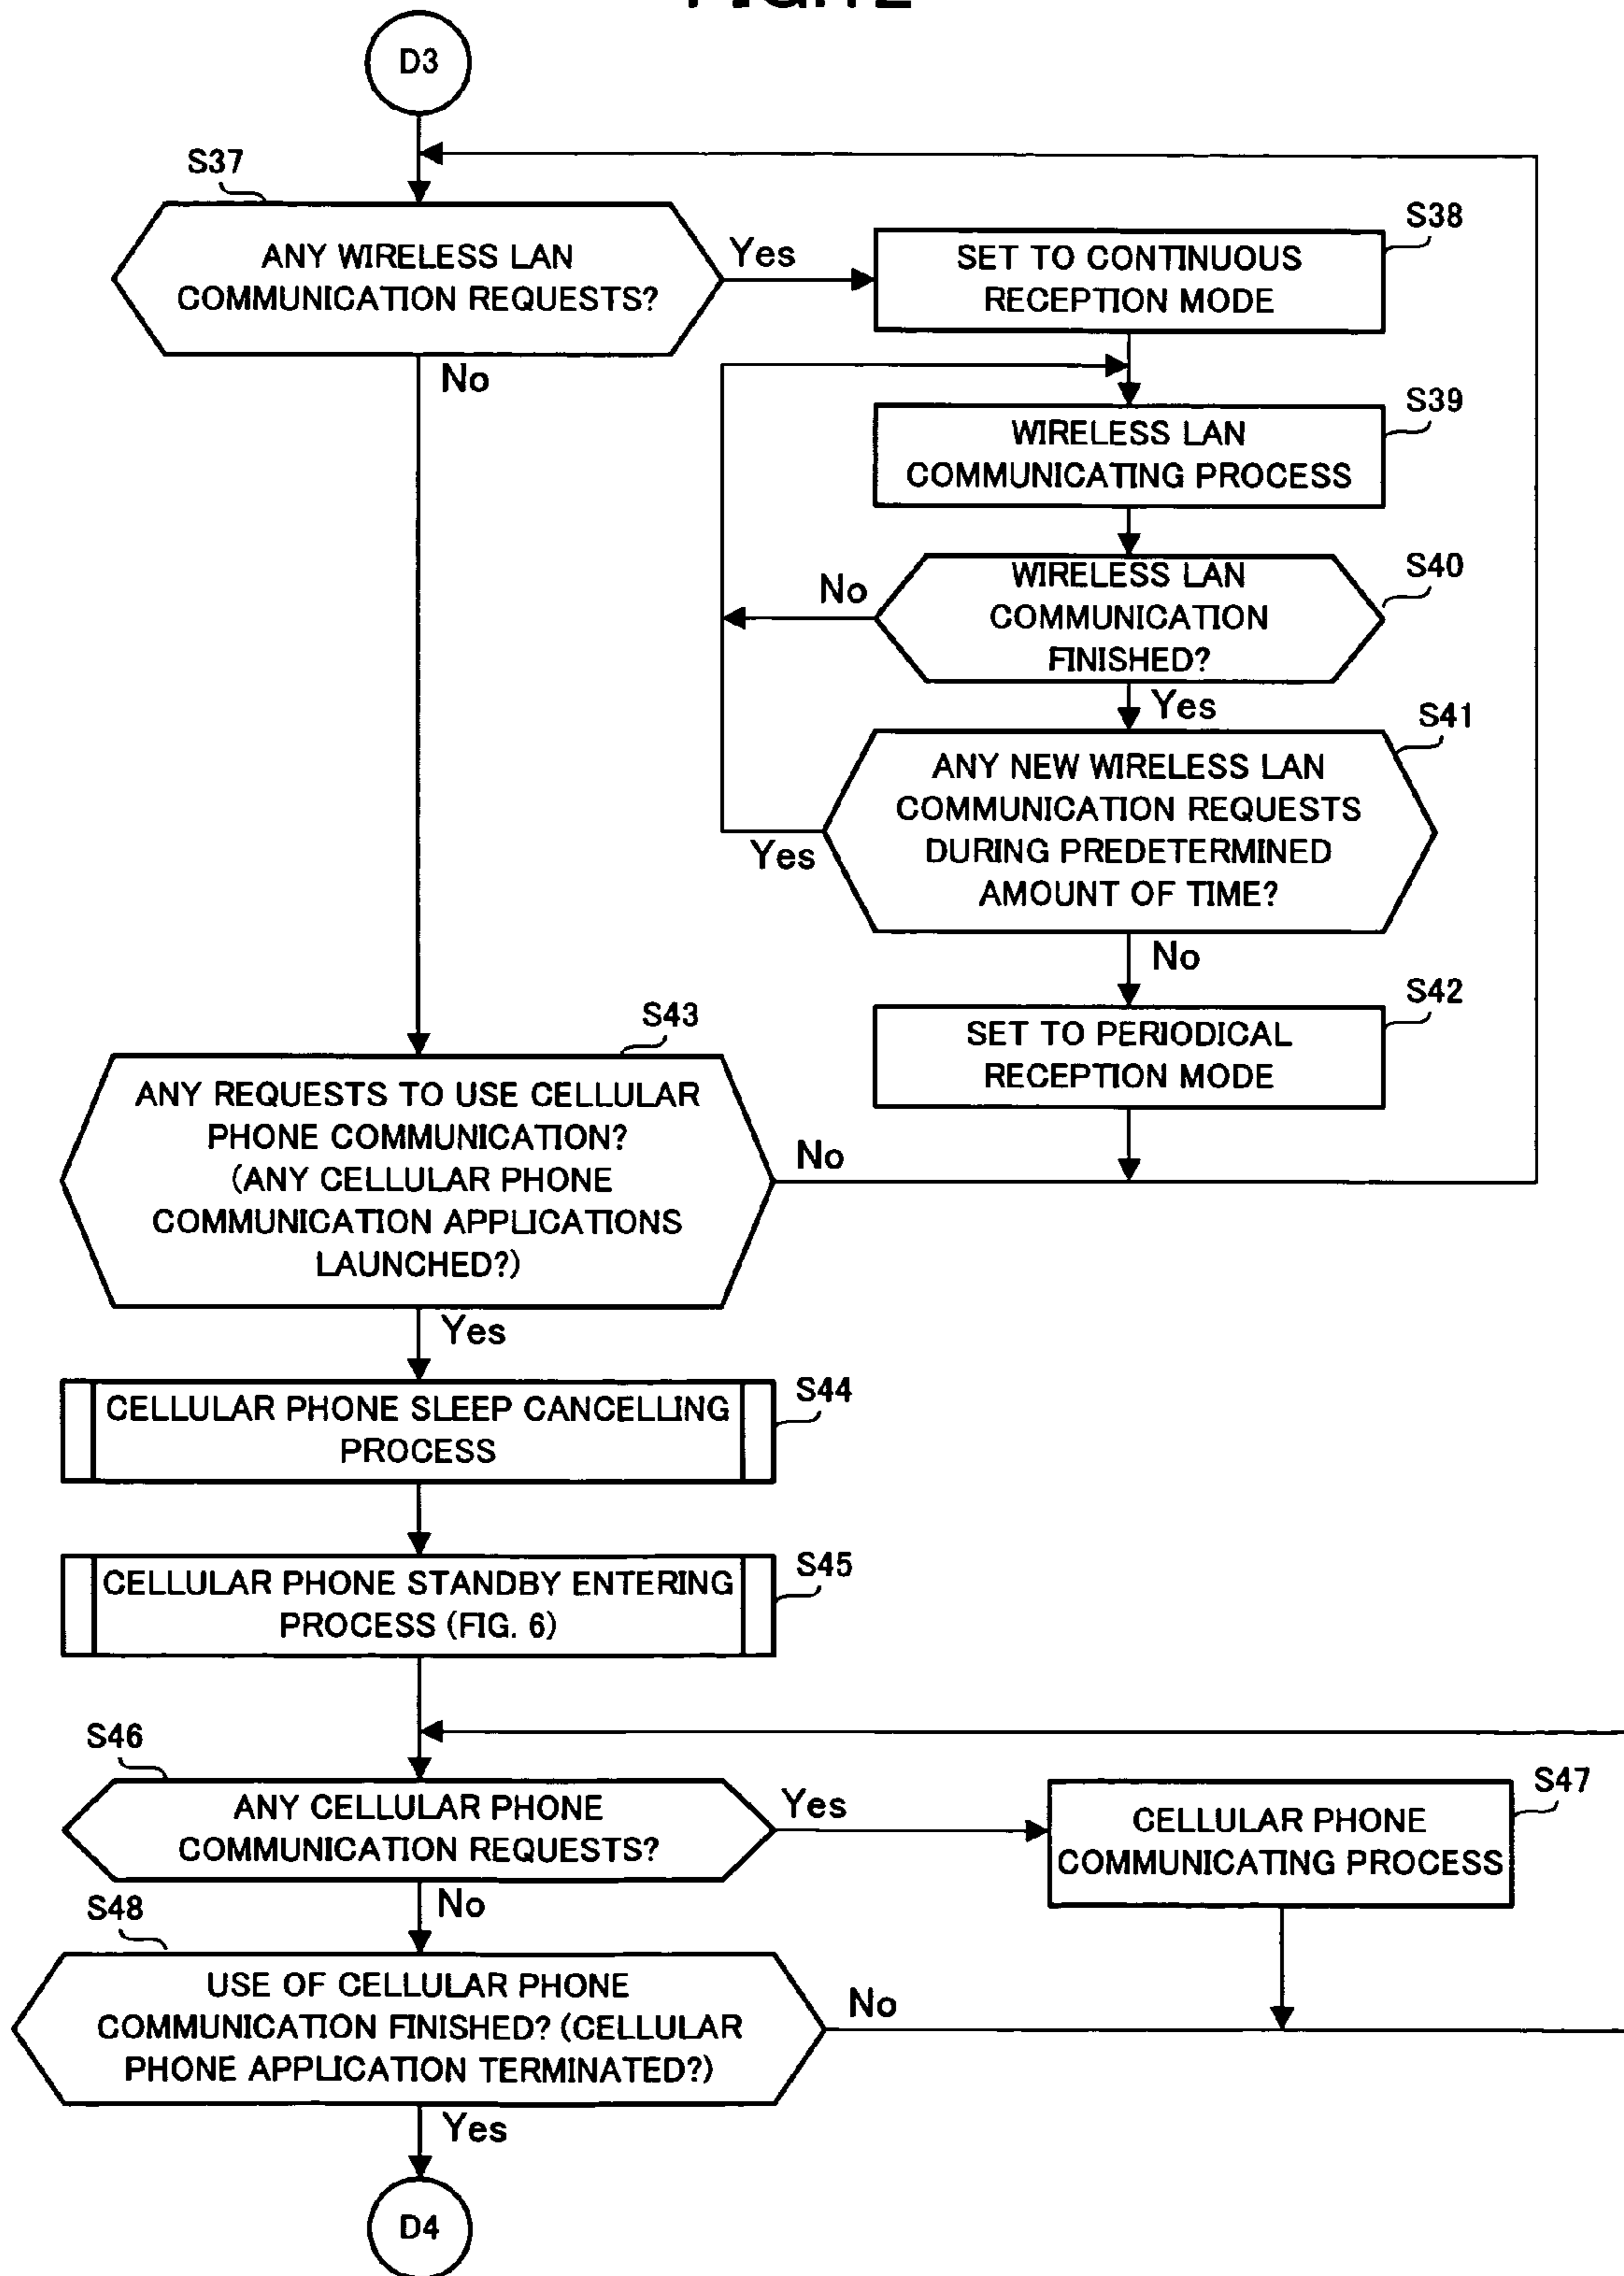 D3
S37
ANY WIRELESS LAN
COMMUNICATION REQUESTS?
Yes
No
S38
SET TO CONTINUOUS
RECEPTION MODE
S39
WIRELESS LAN
COMMUNICATING PROCESS
S40
WIRELESS LAN
COMMUNICATION
FINISHED?
No
Yes
S41
ANY NEW WIRELESS LAN
COMMUNICATION REQUESTS
DURING PREDETERMINED
AMOUNT OF TIME?
Yes
No
S42
SET TO PERIODICAL
RECEPTION MODE
S43
ANY REQUESTS TO USE CELLULAR
PHONE COMMUNICATION?
(ANY CELLULAR PHONE
COMMUNICATION APPLICATIONS
LAUNCHED?)
No
Yes
S44
CELLULAR PHONE SLEEP CANCELLING
PROCESS
S45
CELLULAR PHONE STANDBY ENTERING
PROCESS (FIG. 6)
S46
ANY CELLULAR PHONE
COMMUNICATION REQUESTS?
Yes
No
S47
CELLULAR PHONE
COMMUNICATING PROCESS
S48
USE OF CELLULAR PHONE
COMMUNICATION FINISHED? (CELLULAR
PHONE APPLICATION TERMINATED?)
No
Yes
D4